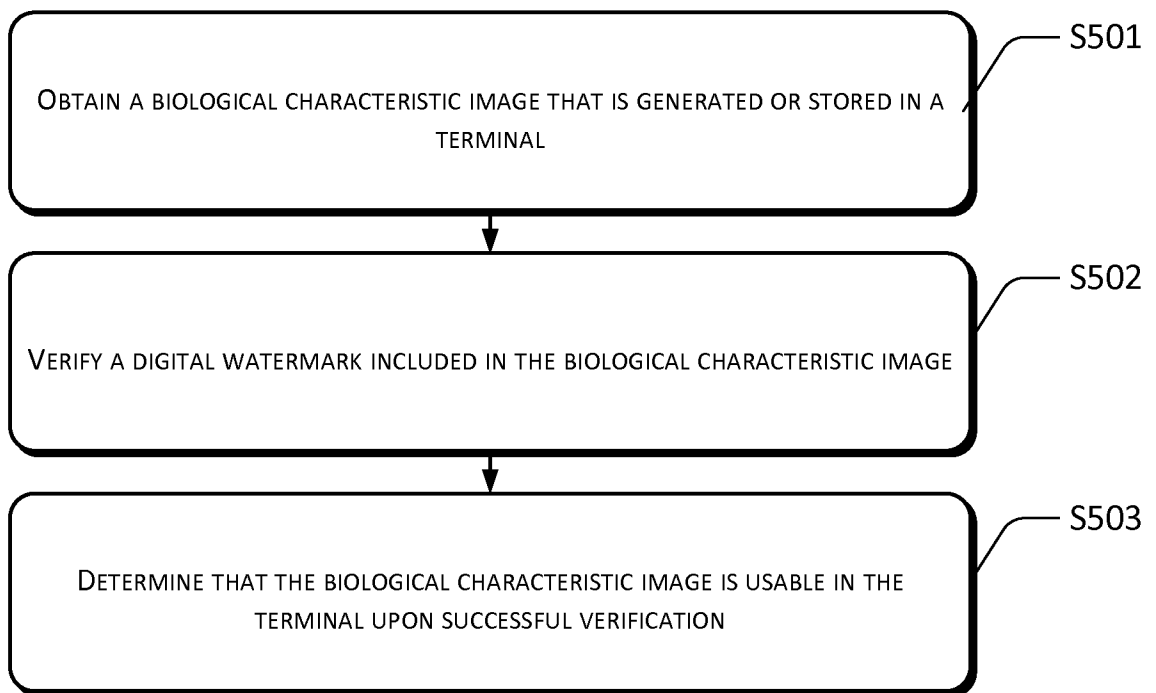 S501
OBTAIN A BIOLOGICAL CHARACTERISTIC IMAGE THAT IS GENERATED OR STORED IN A
TERMINAL
S502
VERIFY A DIGITAL WATERMARK INCLUDED IN THE BIOLOGICAL CHARACTERISTIC IMAGE
S503
DETERMINE THAT THE BIOLOGICAL CHARACTERISTIC IMAGE IS USABLE IN THE
TERMINAL UPON SUCCESSFUL VERIFICATION